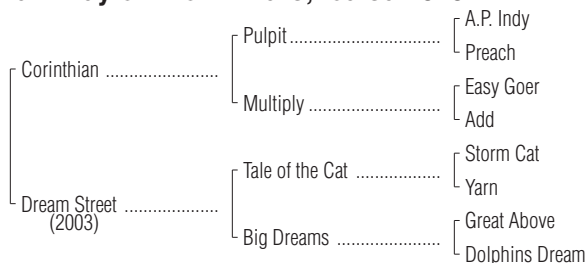 A.P. Indy
Pulpit
Preach
Corinthian
Easy Goer
Multiply
Add
Storm Cat
Tale of the Cat
Yarn
Dream Street
(2003)
Great Above
Big Dreams
Dolphins Dream